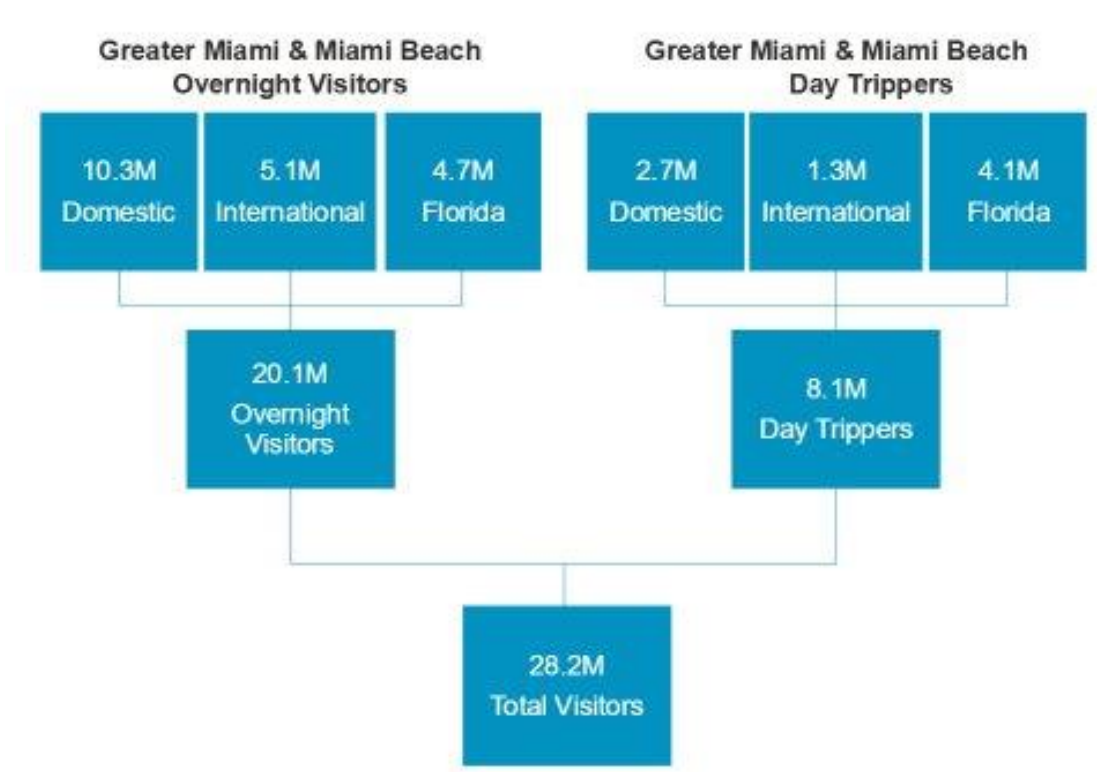 Greater Miami & Miami Beach
Overnight Visitors
10.3M
Domestic
5.1M
International
4.7M
Florida
20.1M
Overnight
Visitors
Greater Miami & Miami Beach
Day Trippers
2.7M
Domestic
1.3M
International
4.1M
Florida
8.1M
Day Trippers
28.2M
Total Visitors